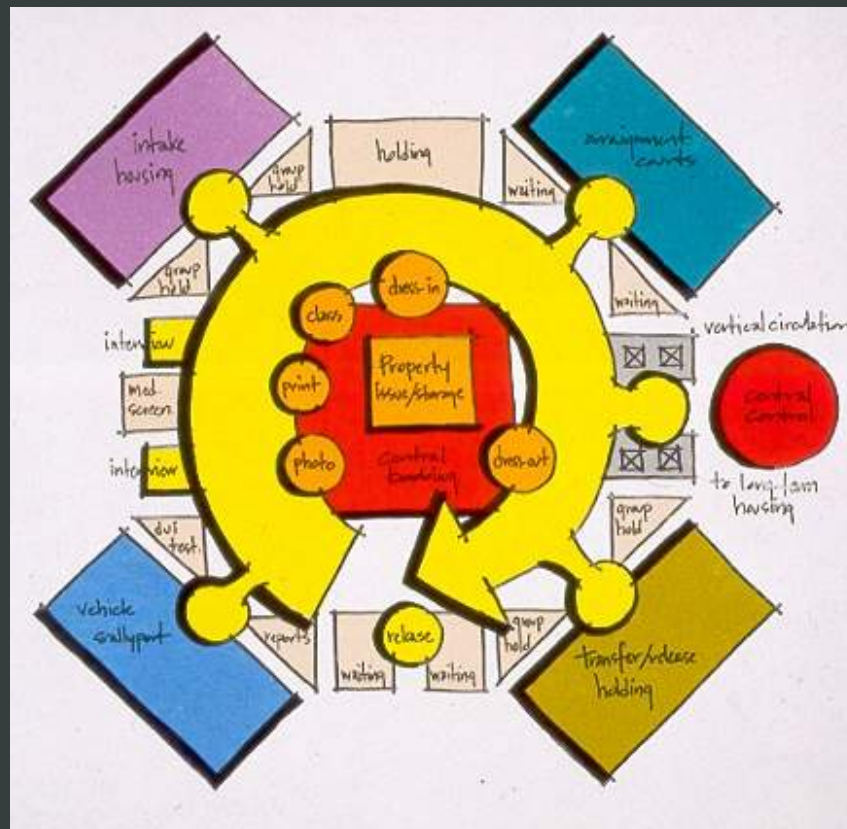 intake
housing
group
hold
holding
waiting
arraignment
courts
group
hold
waiting
dress-in
class
interview
vertical circulation
Property
issue/storage
print
med.
screen
central
control
interview
photo
central
booking
dress-out
to long-term
housing
group
hold
dui
test.
vehicle
sallyport
reports
waiting
release
waiting
group
hold
transfer/release
holding